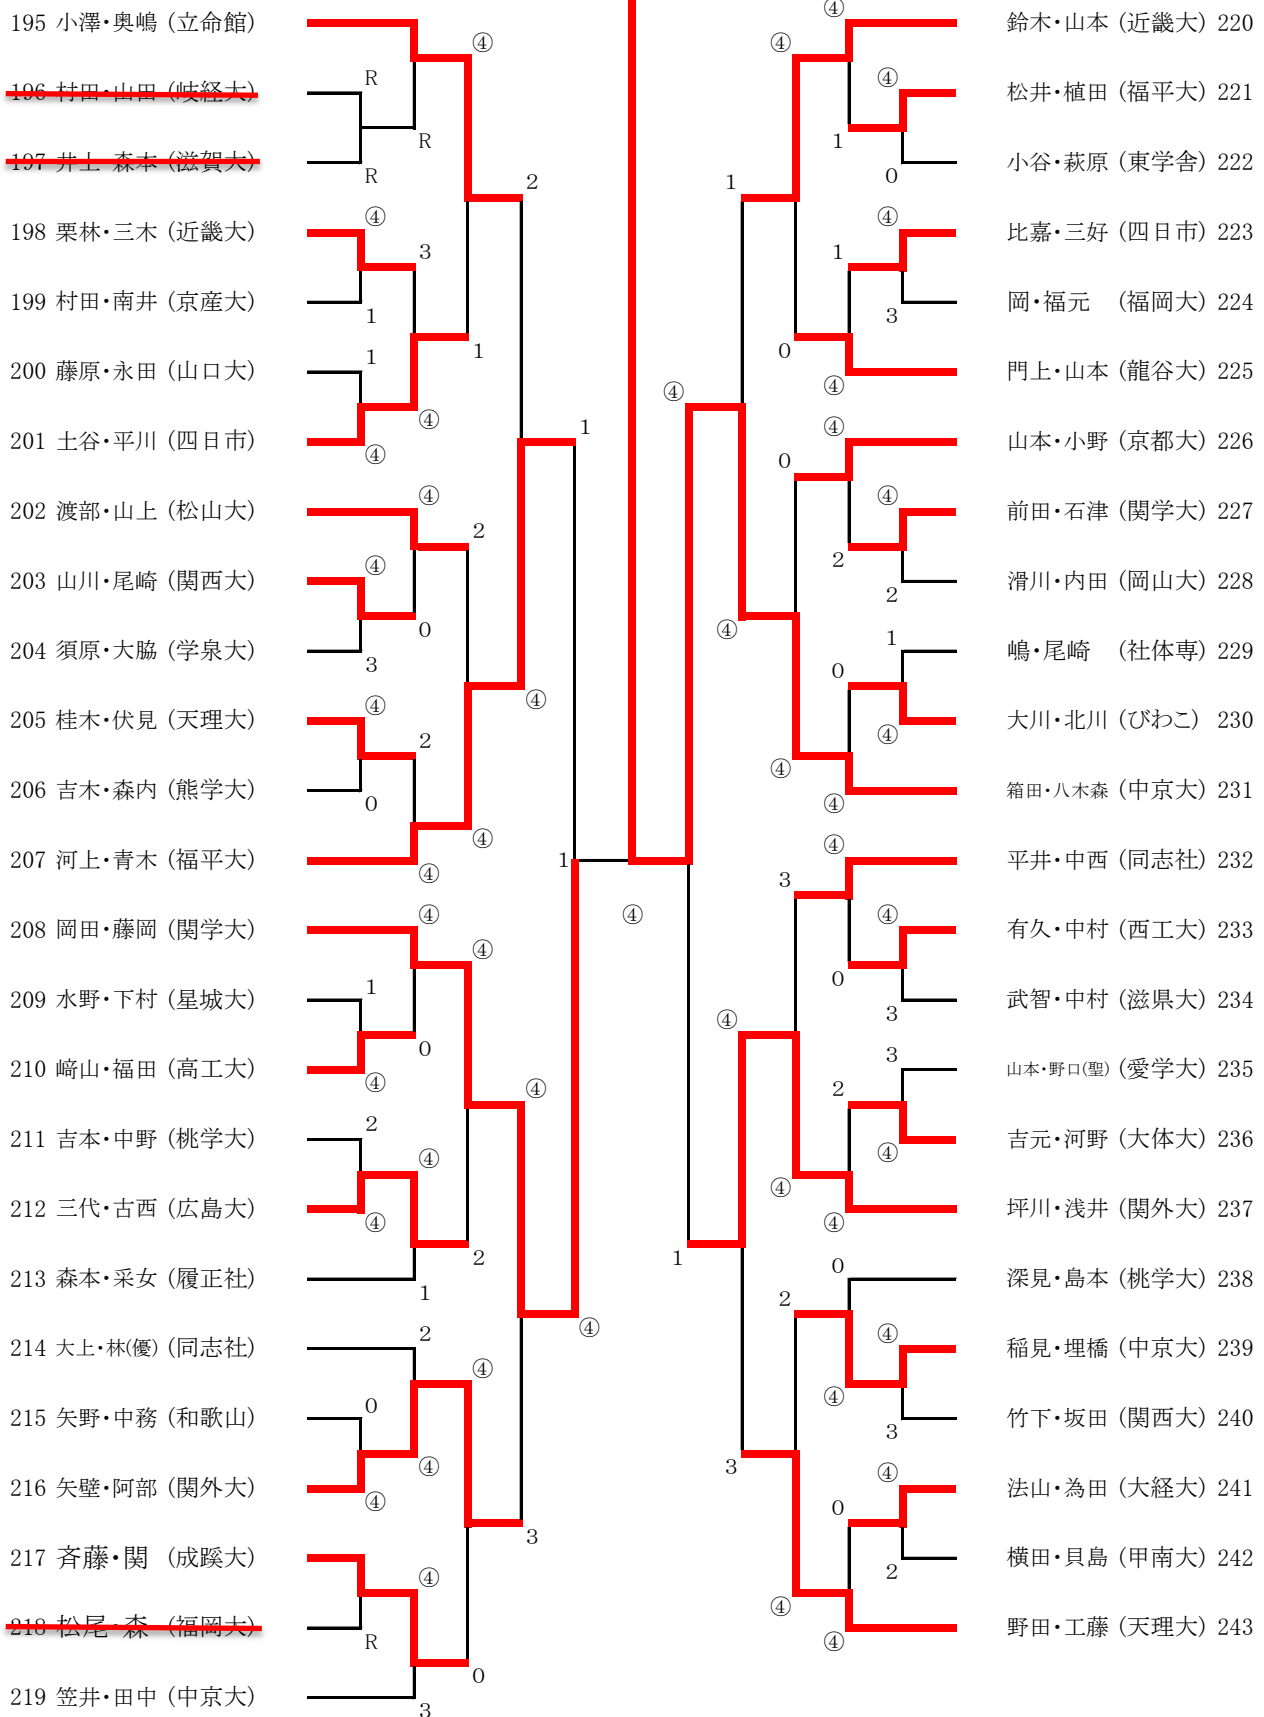 195 小澤・奥嶋 (立命館)
196 村田・山田 (岐経大)
197 井上・森本 (滋賀大)
198 栗林・三木 (近畿大)
199 村田・南井 (京産大)
200 藤原・永田 (山口大)
201 土谷・平川 (四日市)
202 渡部・山上 (松山大)
203 山川・尾崎 (関西大)
204 須原・大脇 (学泉大)
205 桂木・伏見 (天理大)
206 吉木・森内 (熊学大)
207 河上・青木 (福平大)
208 岡田・藤岡 (関学大)
209 水野・下村 (星城大)
210 﨑山・福田 (高工大)
211 吉本・中野 (桃学大)
212 三代・古西 (広島大)
213 森本・采女 (履正社)
214 大上・林(優) (同志社)
215 矢野・中務 (和歌山)
216 矢壁・阿部 (関外大)
217 斉藤・関 (成蹊大)
218 松尾・森 (福岡大)
219 笠井・田中 (中京大)
R
R
④
1
1
④
④
3
④
0
1
④
2
④
0
R
R
3
④
④
0
2
④
④
0
④
1
2
④
④
3
④
1
2
④
④
2
④
0
2
④
④
3
1
④
1
④
④
1
1
④
④
3
④
0
④
3
④
2
④
1
0
④
④
1
1
④
④
2
0
④
④
0
2
④
0
④
0
④
④
0
④
3
1
④
④
2
④
3
3
④
④
3
④
2
鈴木・山本 (近畿大) 220
松井・植田 (福平大) 221
小谷・萩原 (東学舎) 222
比嘉・三好 (四日市) 223
岡・福元 (福岡大) 224
門上・山本 (龍谷大) 225
山本・小野 (京都大) 226
前田・石津 (関学大) 227
滑川・内田 (岡山大) 228
嶋・尾崎 (社体専) 229
大川・北川 (びわこ) 230
箱田・八木森 (中京大) 231
平井・中西 (同志社) 232
有久・中村 (西工大) 233
武智・中村 (滋県大) 234
山本・野口(聖) (愛学大) 235
吉元・河野 (大体大) 236
坪川・浅井 (関外大) 237
深見・島本 (桃学大) 238
稲見・埋橋 (中京大) 239
竹下・坂田 (関西大) 240
法山・為田 (大経大) 241
横田・貝島 (甲南大) 242
野田・工藤 (天理大) 243